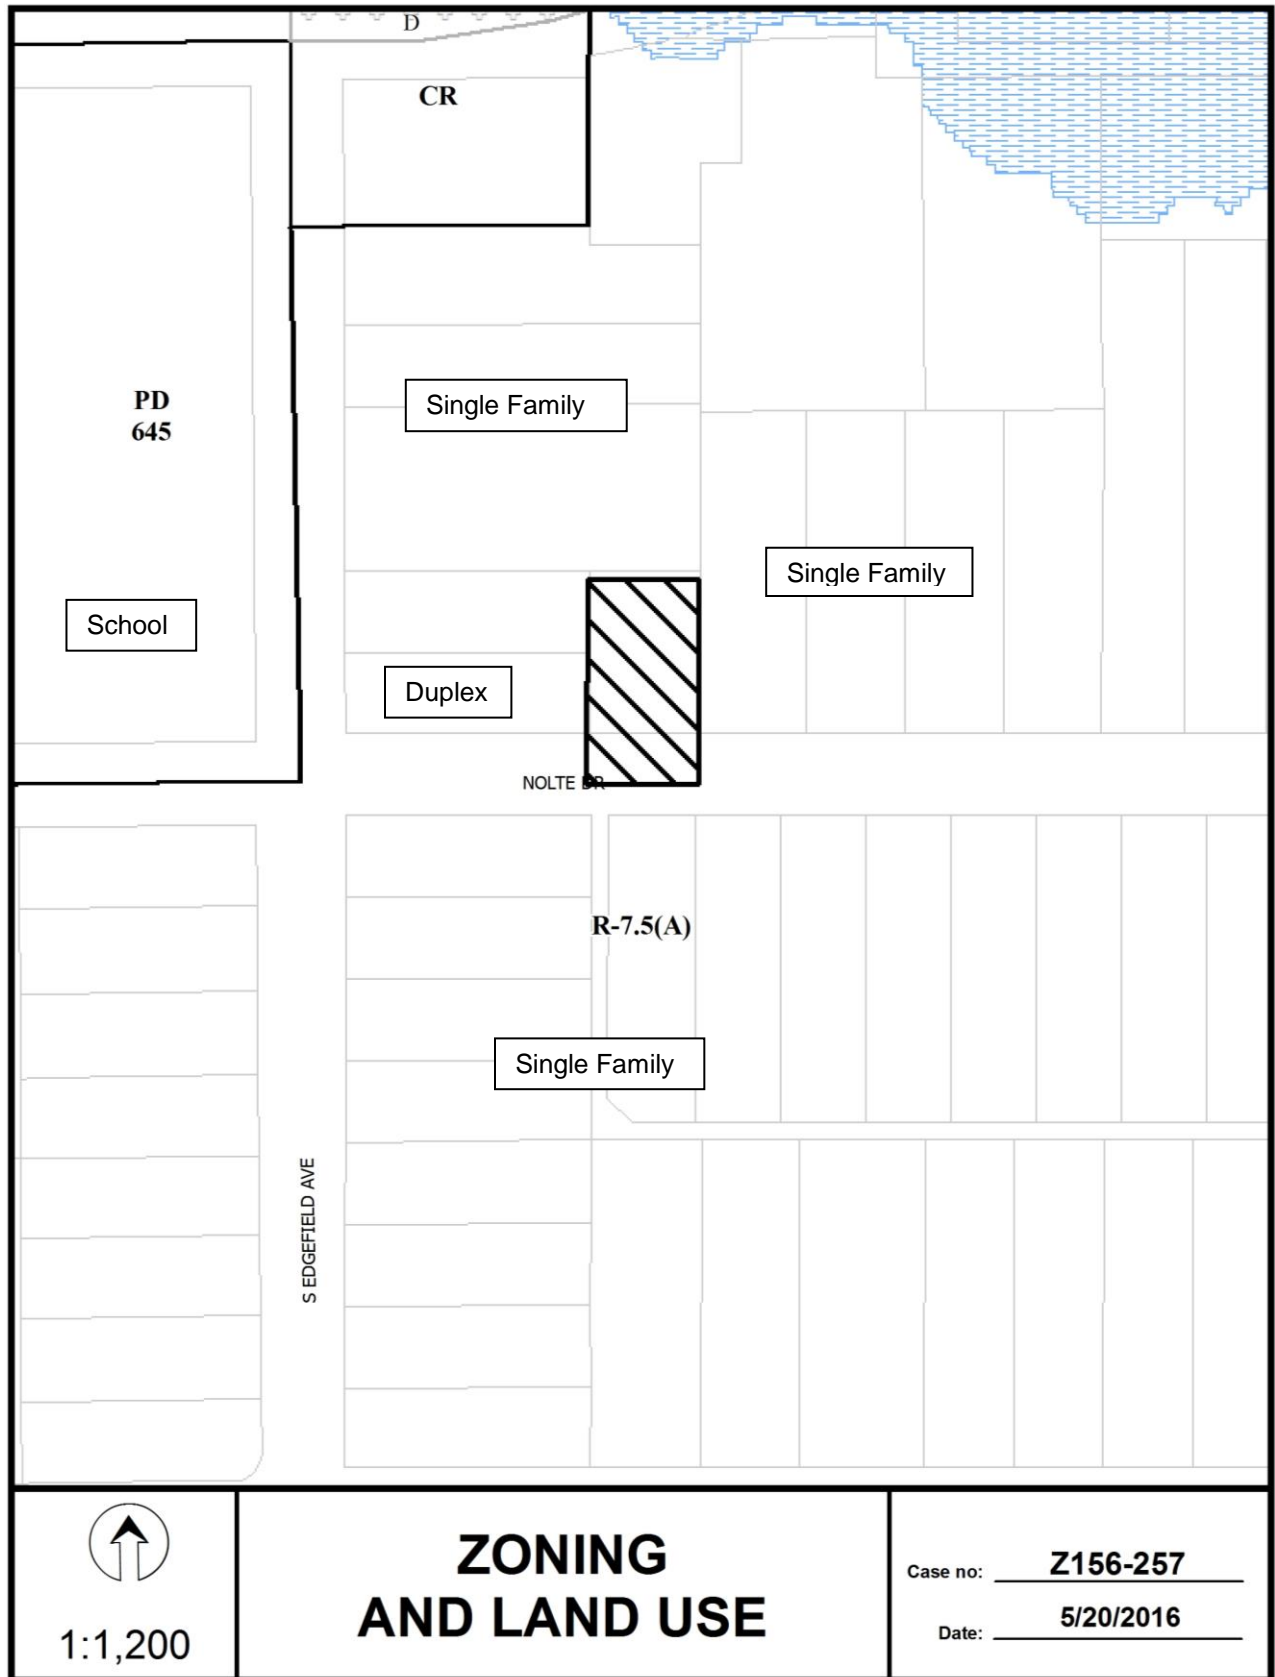 D
CR
PD
645
Single Family
Single Family
School
Duplex
NOLTE DR
R-7.5(A)
Single Family
S EDGEFIELD AVE
1:1,200
ZONING
AND LAND USE
Case no: Z156-257
Date: 5/20/2016